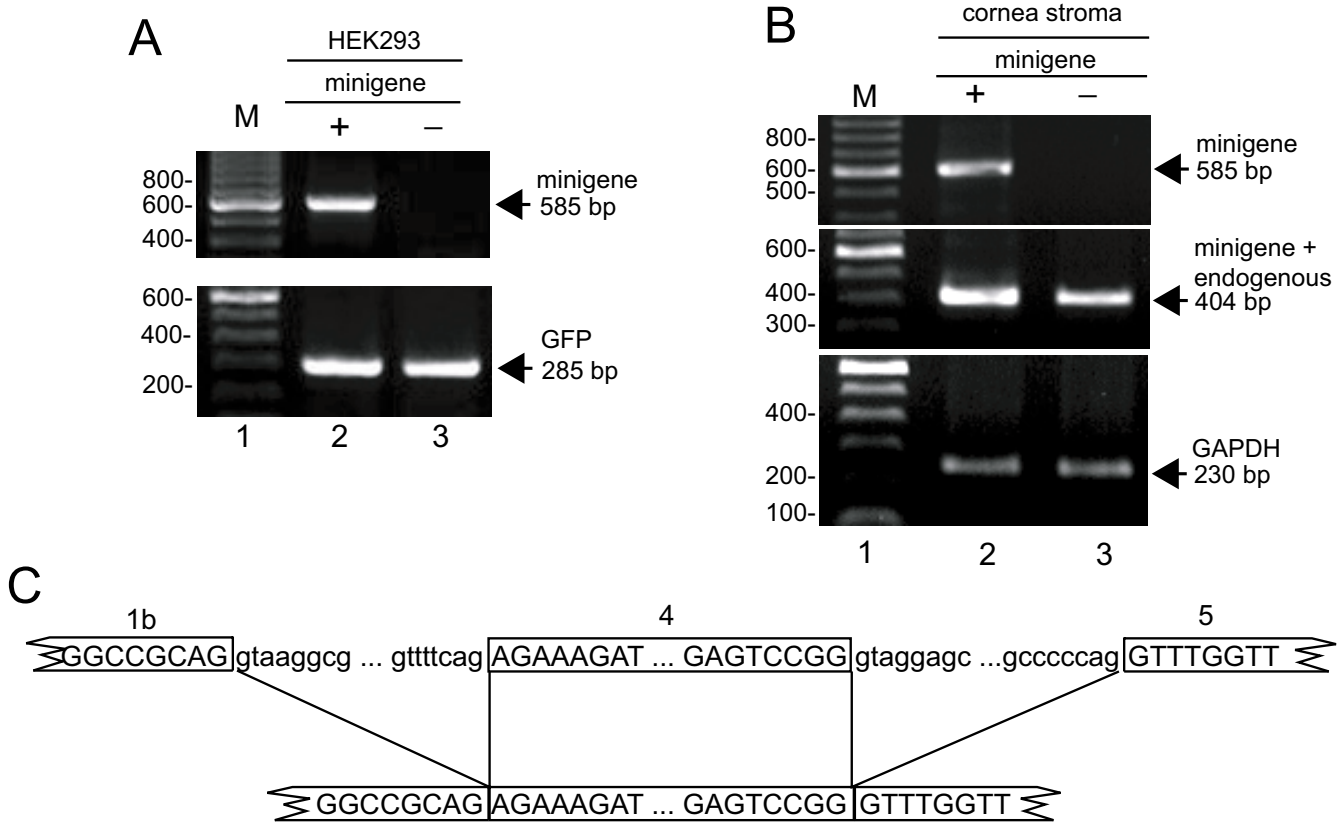 A
HEK293
minigene
M + –
800-
600-
400-
minigene
585 bp
600-
400-
200-
GFP
285 bp
1 2 3
B
cornea stroma
minigene
M + –
800-
600-
500-
minigene
585 bp
600-
400-
300-
minigene +
endogenous
404 bp
400-
200-
100-
GAPDH
230 bp
1 2 3
C
1b 4 5
GGCCGCAG gtaaggcg ... gttttcag AGAAAGAT ... GAGTCCGG gtaggagc ...gcccccag GTTTGGTT
GGCCGCAG AGAAAGAT ... GAGTCCGG GTTTGGTT